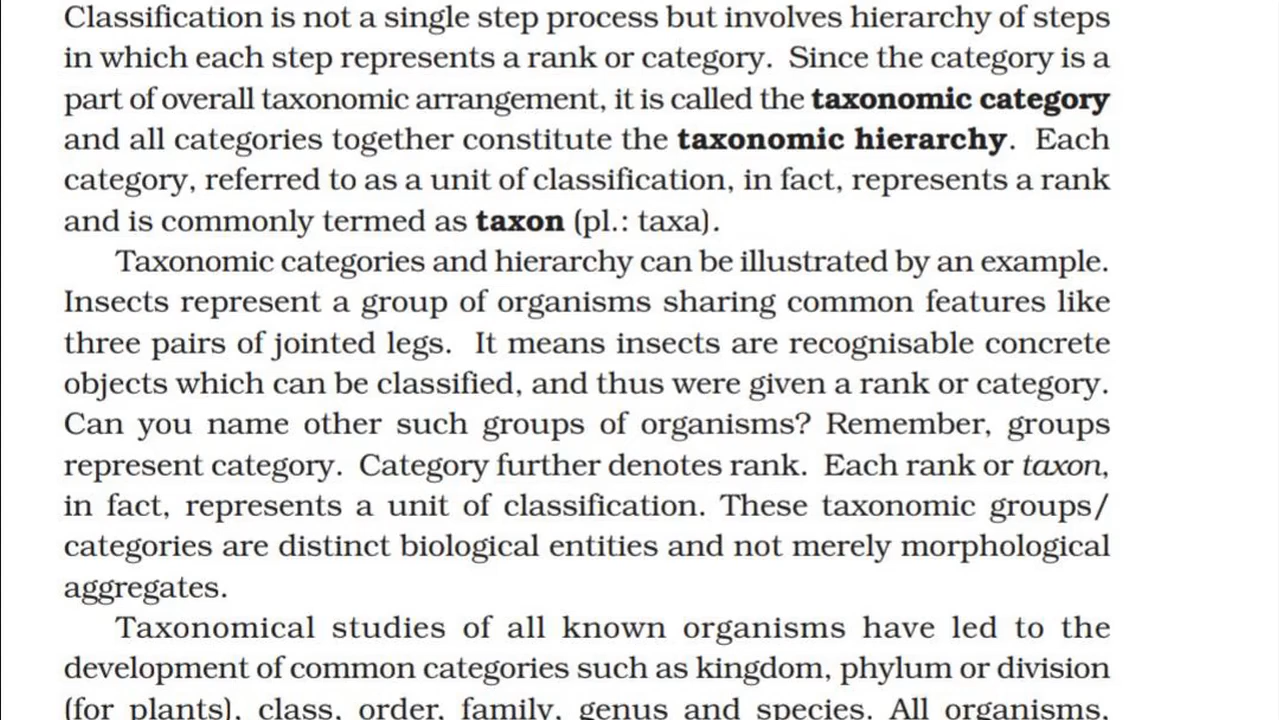 Classification is not a single step process but involves hierarchy of steps
in which each step represents a rank or category. Since the category is a
part of overall taxonomic arrangement, it is called the taxonomic category
and all categories together constitute the taxonomic hierarchy. Each
category, referred to as a unit of classification, in fact, represents a rank
and is commonly termed as taxon (pl.: taxa).
Taxonomic categories and hierarchy can be illustrated by an example.
Insects represent a group of organisms sharing common features like
three pairs of jointed legs. It means insects are recognisable concrete
objects which can be classified, and thus were given a rank or category.
Can you name other such groups of organisms? Remember, groups
represent category. Category further denotes rank. Each rank or taxon,
in fact, represents a unit of classification. These taxonomic groups/
categories are distinct biological entities and not merely morphological
aggregates.
Taxonomical studies of all known organisms have led to the
development of common categories such as kingdom, phylum or division
(for plants), class, order, family, genus and species. All organisms,